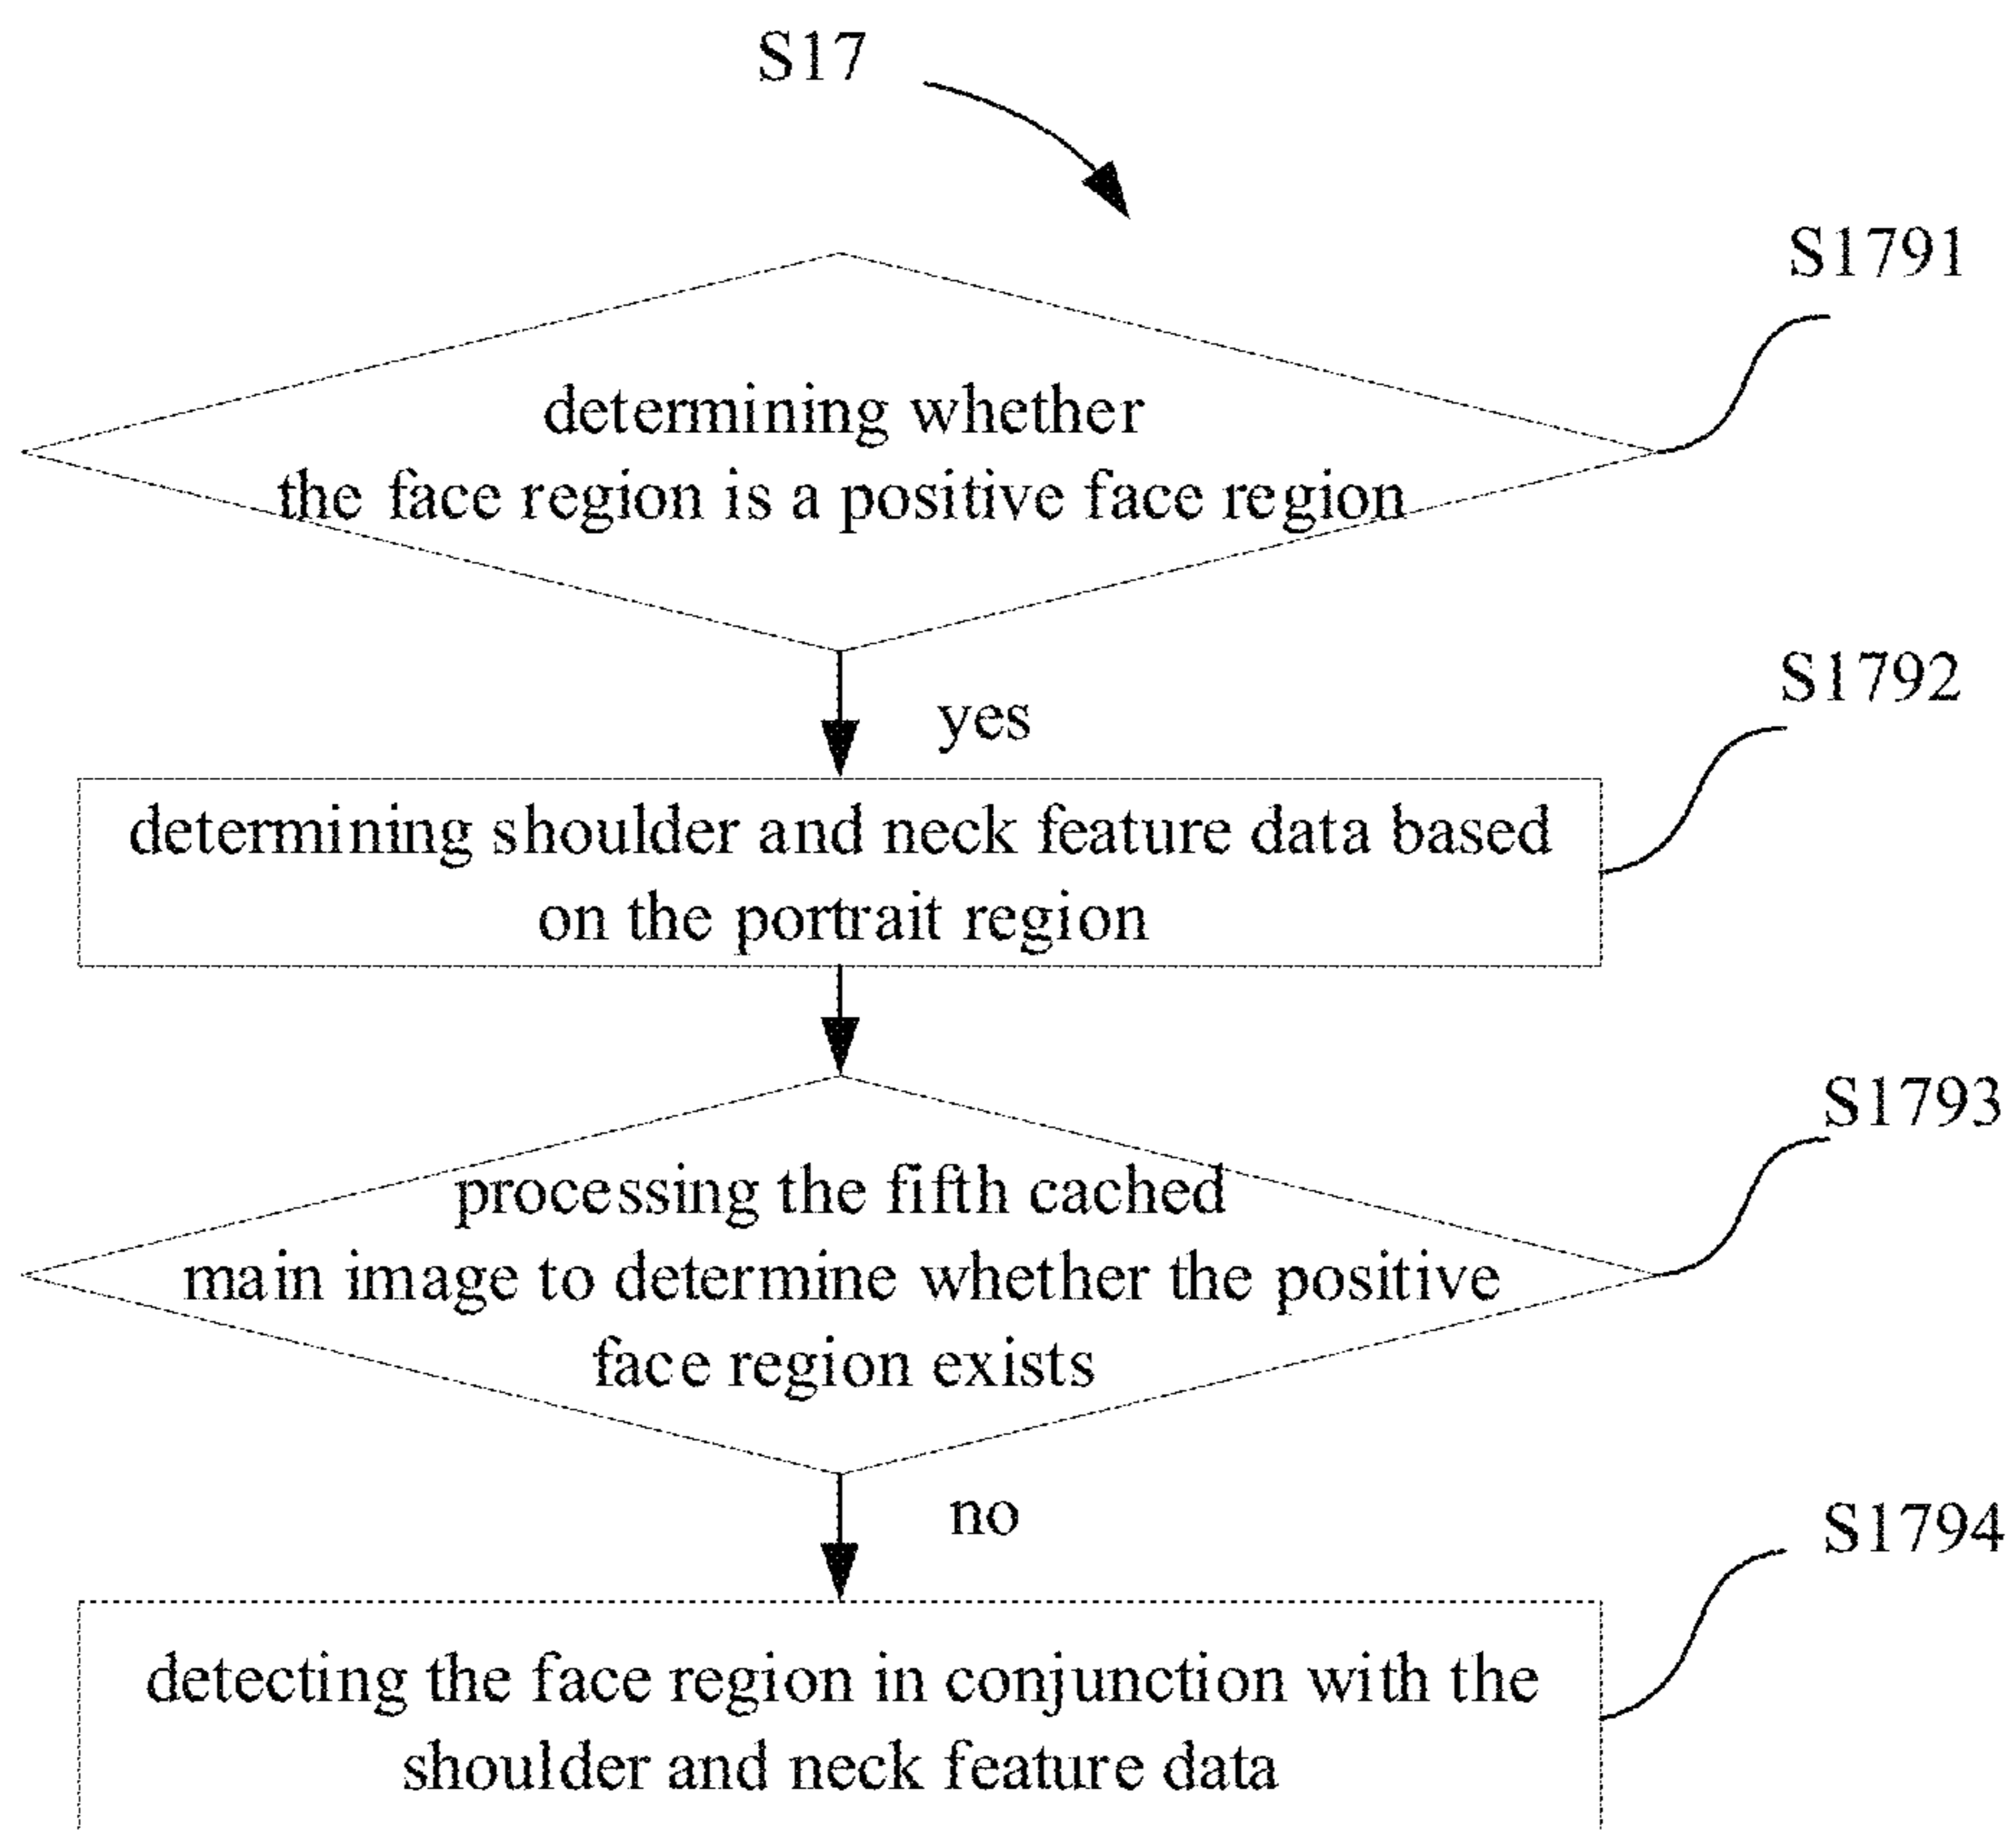 S17
S1791
determining whether
the face region is a positive face region
yes
S1792
determining shoulder and neck feature data based
on the portrait region
S1793
processing the fifth cached
main image to determine whether the positive
face region exists
no
S1794
detecting the face region in conjunction with the
shoulder and neck feature data